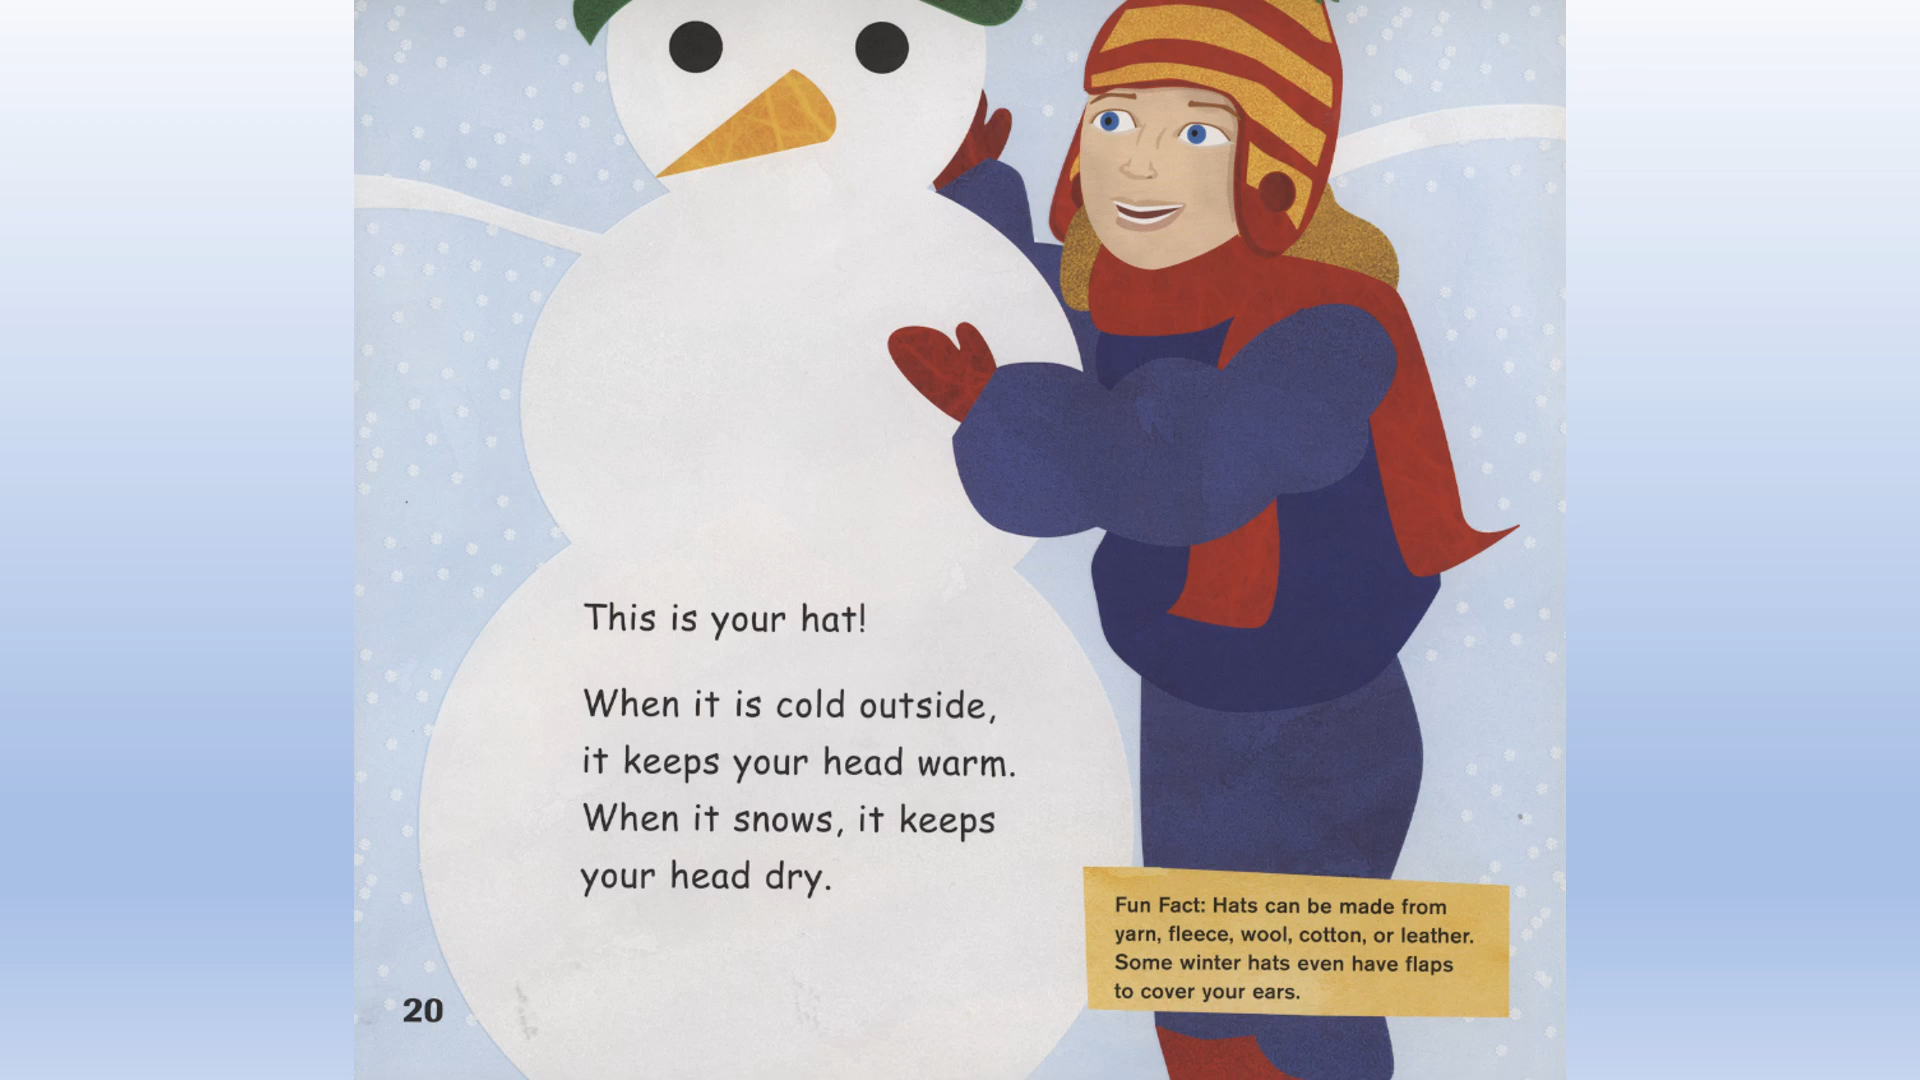 This is your hat!
When it is cold outside,
it keeps your head warm.
When it snows, it keeps
your head dry.
Fun Fact: Hats can be made from
yarn, fleece, wool, cotton, or leather.
Some winter hats even have flaps
to cover your ears.
20